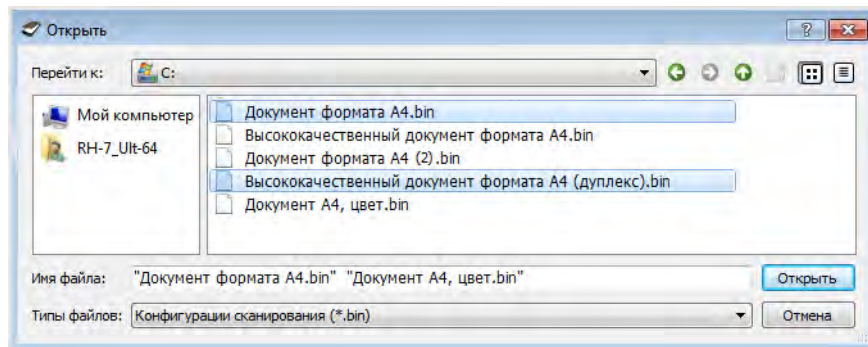 Открыть
Перейти к: C:
Мой компьютер
RH-7_Ult-64
Документ формата A4.bin
Высококачественный документ формата A4.bin
Документ формата A4 (2).bin
Высококачественный документ формата A4 (дуплекс).bin
Документ A4, цвет.bin
Имя файла: "Документ формата A4.bin" "Документ A4, цвет.bin" Открыть
Типы файлов: Конфигурации сканирования (*.bin) Отмена